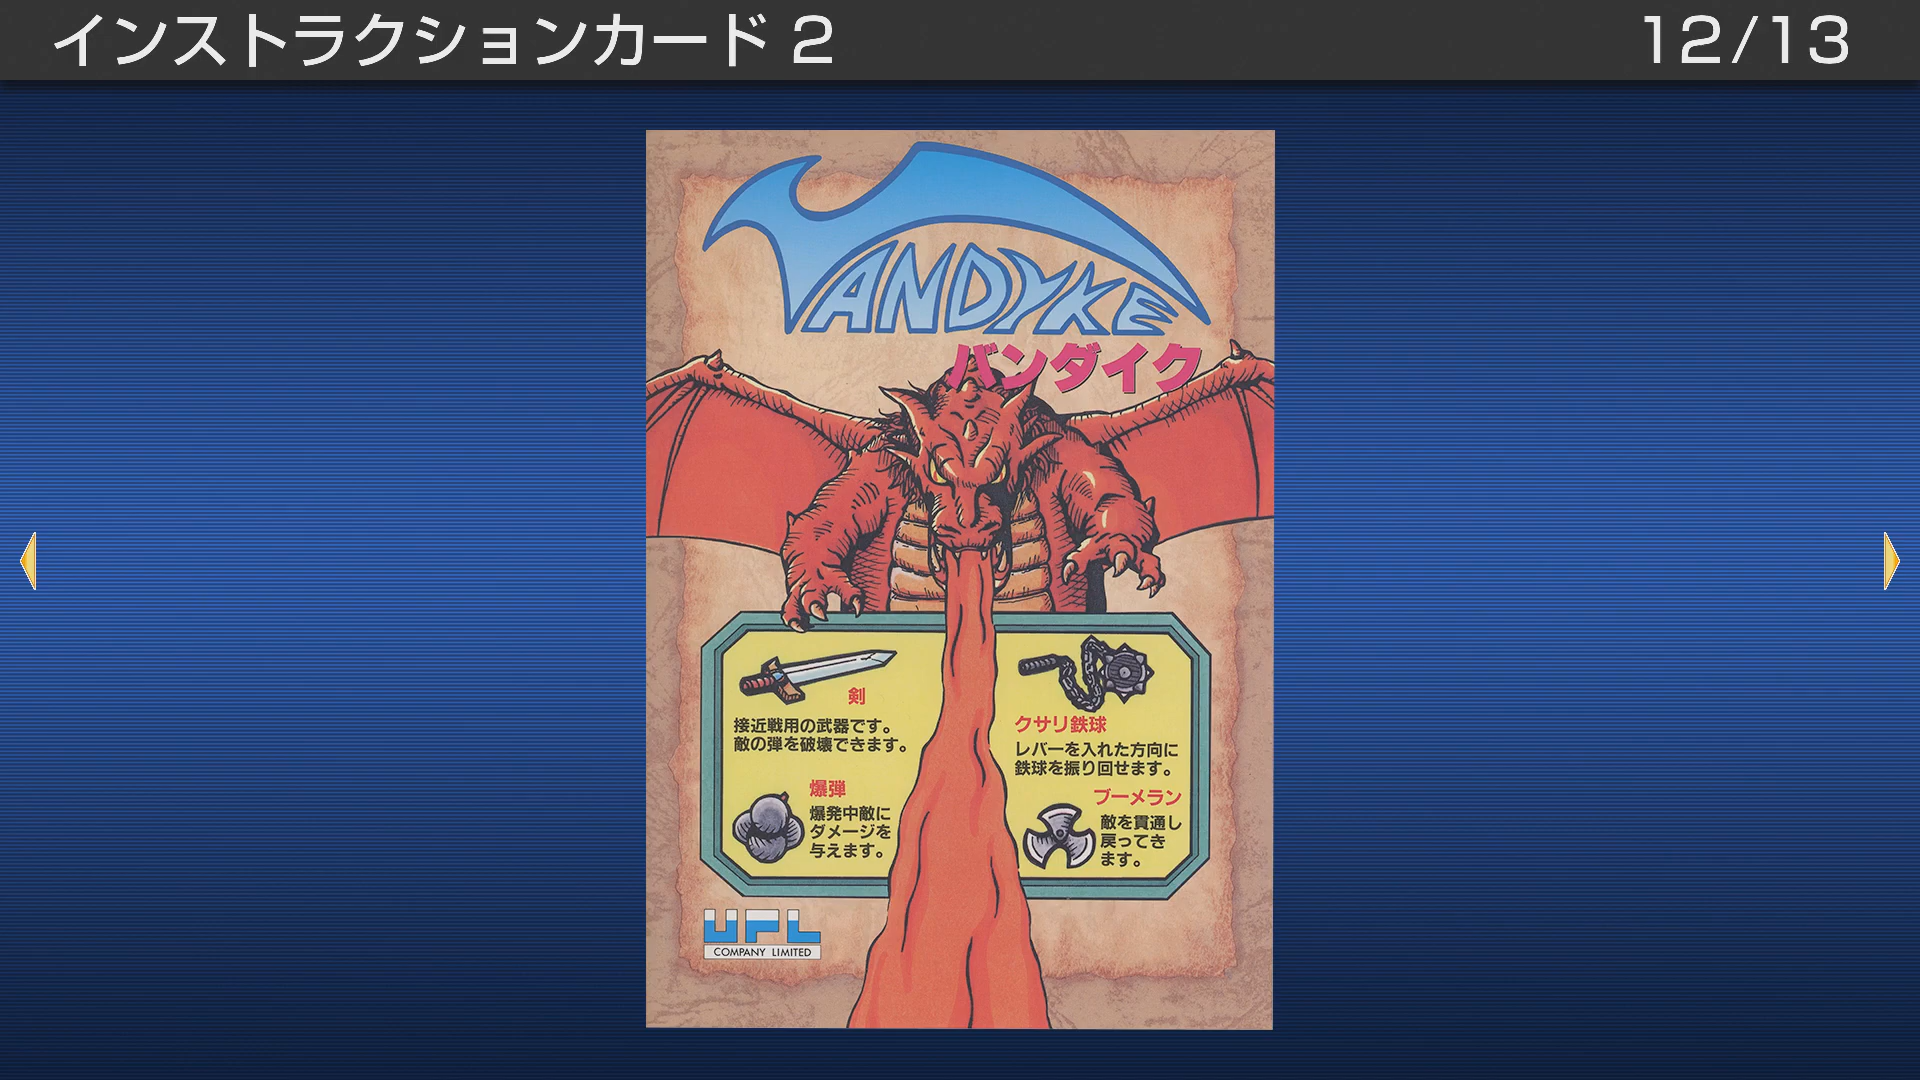 インストラクションカード 2
12/13
VANDYKE
バンダイク
剣
接近戦用の武器です。
敵の弾を破壊できます。
クサリ鉄球
レバーを入れた方向に
鉄球を振り回せます。
爆弾
爆発中敵に
ダメージを
与えます。
ブーメラン
敵を貫通し
戻ってき
ます。
UPL
COMPANY LIMITED